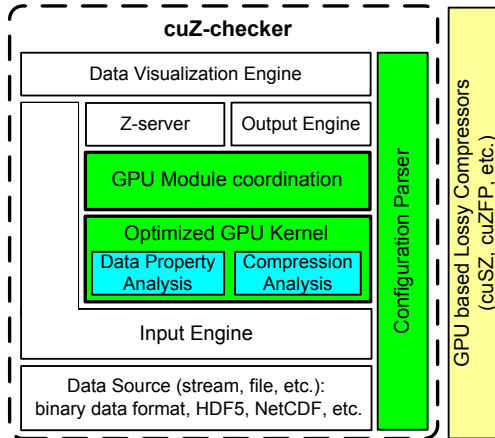 cuZ-checker
Data Visualization Engine
Z-server
Output Engine
GPU Module coordination
Optimized GPU Kernel
Data Property
Analysis
Compression
Analysis
Input Engine
Data Source (stream, file, etc.):
binary data format, HDF5, NetCDF, etc.
Configuration Parser
GPU based Lossy Compressors
(cuSZ, cuZFP, etc.)